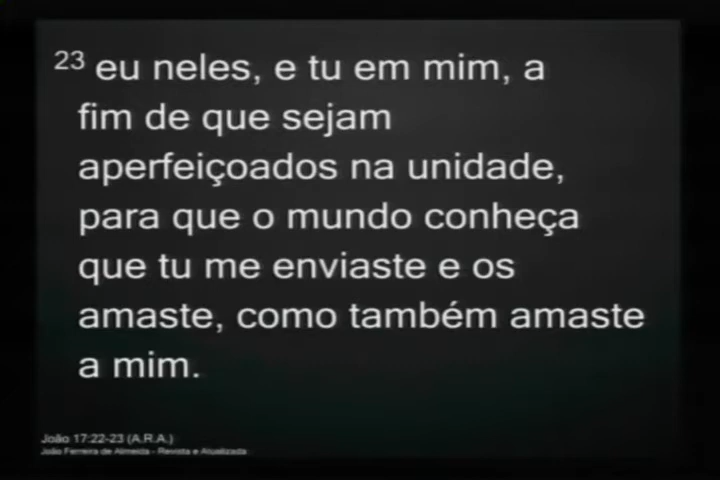 23 eu neles, e tu em mim, a
fim de que sejam
aperfeiçoados na unidade,
para que o mundo conheça
que tu me enviaste e os
amaste, como também amaste
a mim.
João 17:22-23 (A.R.A.)
João Ferreira de Almeida - Revista e Atualizada